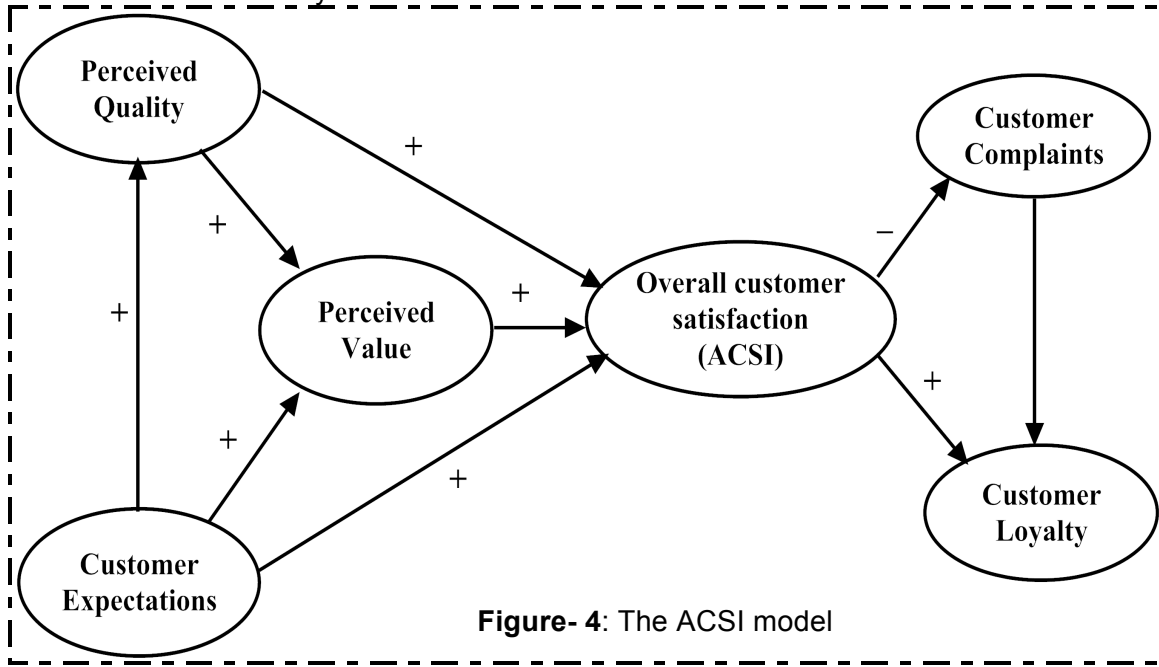 Perceived
Quality
+
Customer
Complaints
+
−
+
Overall customer
satisfaction
(ACSI)
+
Perceived
Value
+
+
+
+
Customer
Loyalty
Customer
Expectations
Figure- 4: The ACSI model